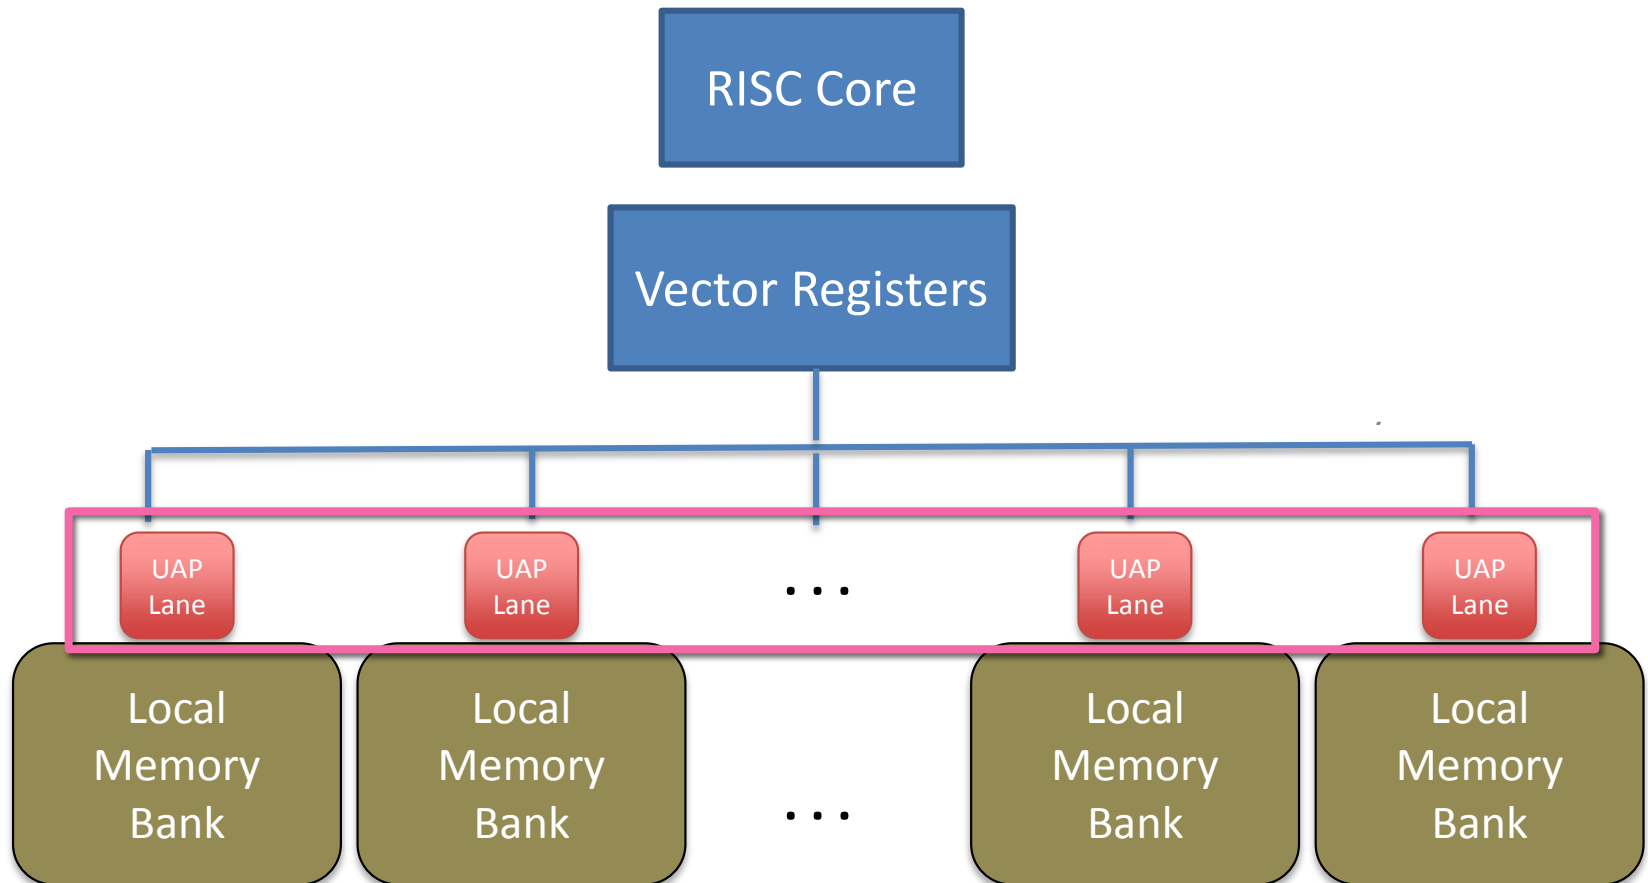 RISC Core
Vector Registers
UAP
Lane
UAP
Lane
. . .
UAP
Lane
UAP
Lane
Local
Memory
Bank
Local
Memory
Bank
. . .
Local
Memory
Bank
Local
Memory
Bank